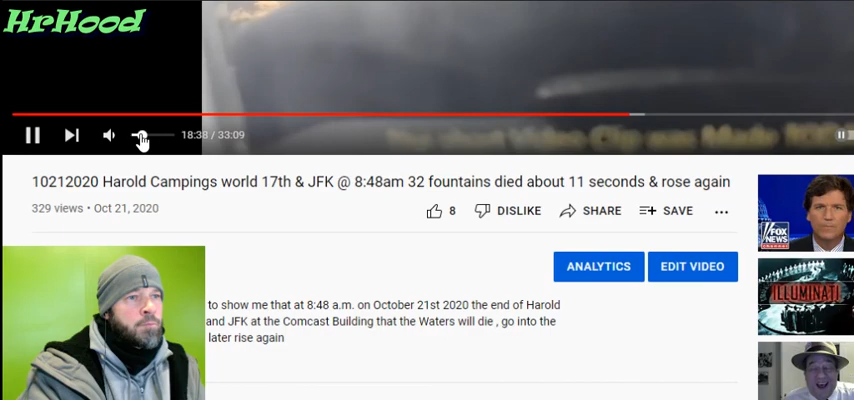 HrHood
18:38 / 33:09
10212020 Harold Campings world 17th & JFK @ 8:48am 32 fountains died about 11 seconds & rose again
329 views • Oct 21, 2020
8 DISLIKE SHARE SAVE
FOX
NEWS
channel
ANALYTICS EDIT VIDEO
ILLUMINATI
to show me that at 8:48 a.m. on October 21st 2020 the end of Harold
and JFK at the Comcast Building that the Waters will die , go into the
later rise again